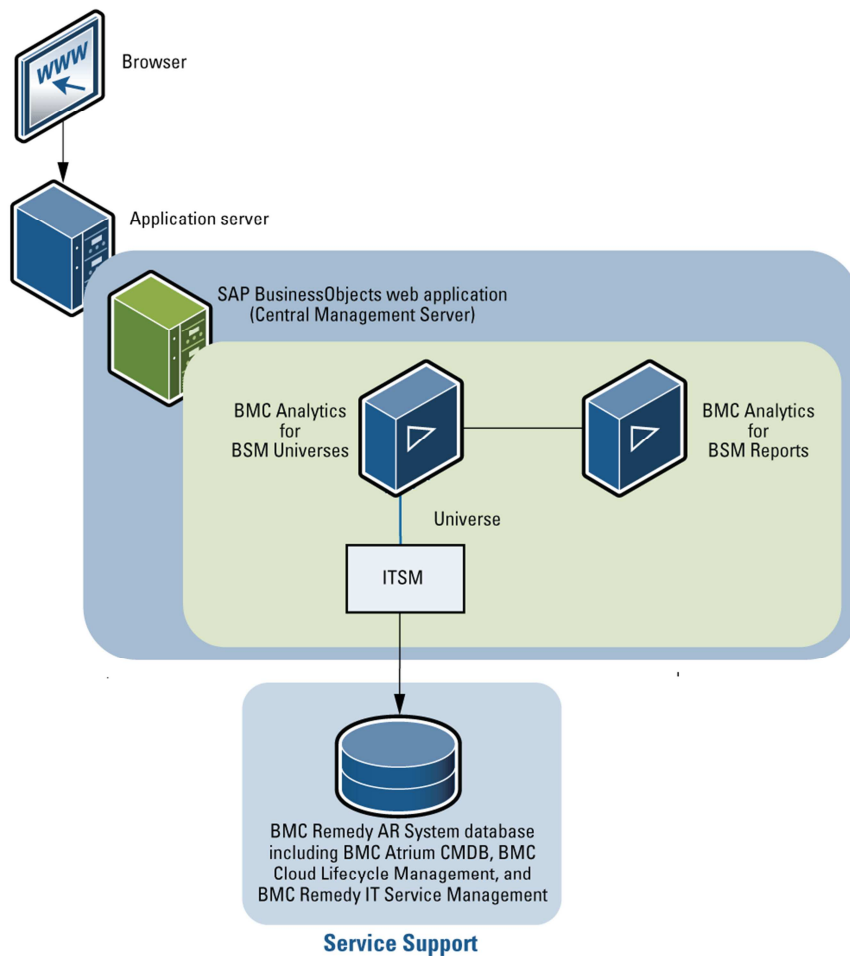 WWW
Browser
Application server
SAP BusinessObjects web application
(Central Management Server)
BMC Analytics
for
BSM Universes
BMC Analytics
for
BSM Reports
Universe
ITSM
BMC Remedy AR System database
including BMC Atrium CMDB, BMC
Cloud Lifecycle Management, and
BMC Remedy IT Service Management
Service Support